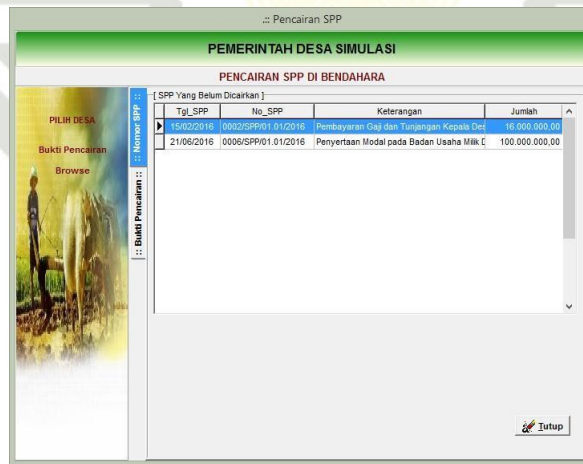 .:: Pencairan SPP
PEMERINTAH DESA SIMULASI
PENCAIRAN SPP DI BENDAHARA
PILIH DESA
Bukti Pencairan
Browse
:: Nomor SPP ::
:: Bukti Pencairan ::
[ SPP Yang Belum Dicairkan ]
Tgl_SPP No_SPP Keterangan Jumlah
15/02/2016 0002/SPP/01.01/2016 Pembayaran Gaji dan Tunjangan Kepala Des 16.000.000,00
21/06/2016 0006/SPP/01.01/2016 Penyertaan Modal pada Badan Usaha Milik D 100.000.000,00
Tutup